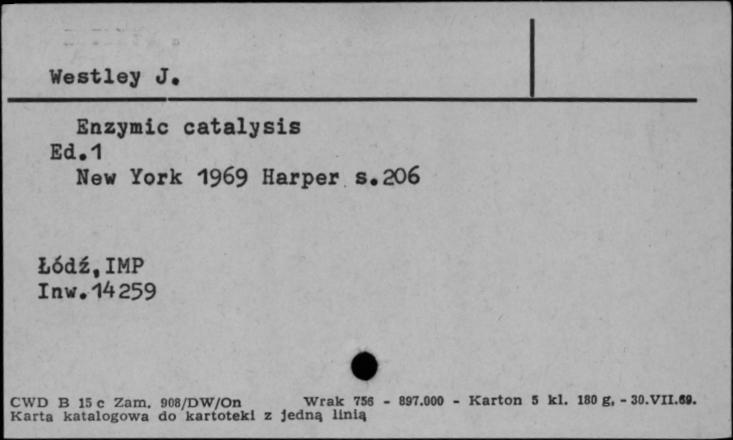 Westley J.
Enzymic catalysis
Ed.1
New York 1969 Harper s.206
Łódź,IMP
Inw.14259
CWD B 15 c Zam. 908/DW/On Wrak 756 - 897.000 - Karton 5 kl. 180 g. - 30.VII.69.
Karta katalogowa do kartoteki z jedną linią